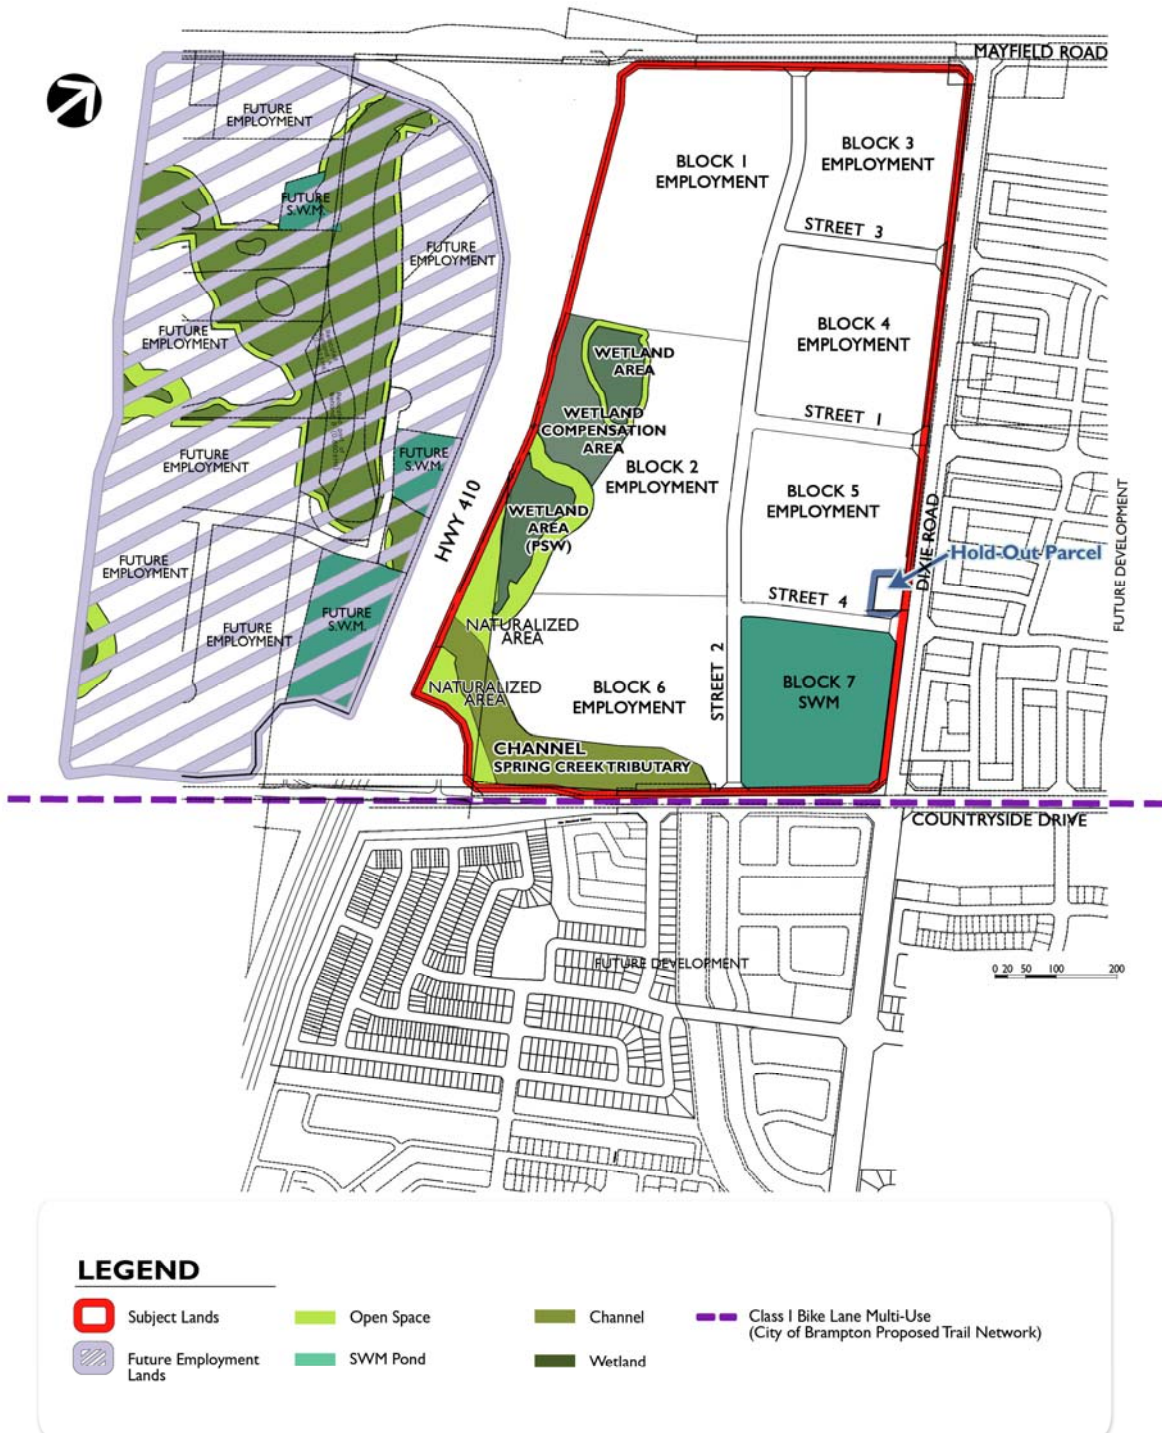 MAYFIELD ROAD
FUTURE
EMPLOYMENT
BLOCK 3
EMPLOYMENT
BLOCK 1
EMPLOYMENT
FUTURE
S.W.M.
STREET 3
FUTURE
EMPLOYMENT
FUTURE
EMPLOYMENT
BLOCK 4
EMPLOYMENT
WETLAND
AREA
WETLAND
COMPENSATION
AREA
STREET 1
FUTURE
EMPLOYMENT
FUTURE
S.W.M.
BLOCK 2
EMPLOYMENT
BLOCK 5
EMPLOYMENT
HWY 410
WETLAND
AREA
(PSW)
DIXIE ROAD
Hold-Out Parcel
FUTURE DEVELOPMENT
FUTURE
EMPLOYMENT
STREET 4
FUTURE
S.W.M.
FUTURE
EMPLOYMENT
NATURALIZED
AREA
STREET 2
NATURALIZED
AREA
BLOCK 6
EMPLOYMENT
BLOCK 7
SWM
CHANNEL
SPRING CREEK TRIBUTARY
COUNTRYSIDE DRIVE
FUTURE DEVELOPMENT
0 20 50 100 200
LEGEND
Subject Lands
Open Space
Channel
Class I Bike Lane Multi-Use
(City of Brampton Proposed Trail Network)
Future Employment
Lands
SWM Pond
Wetland